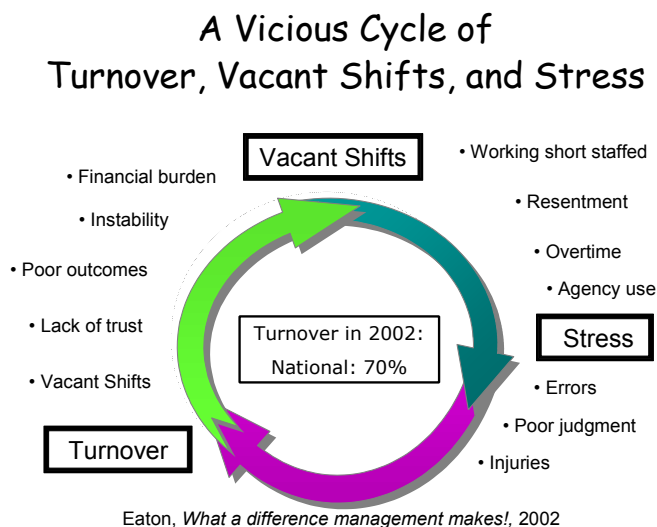 A Vicious Cycle of
Turnover, Vacant Shifts, and Stress
Vacant Shifts
• Working short staffed
• Resentment
• Overtime
• Agency use
Stress
• Errors
• Poor judgment
• Injuries
Turnover
• Financial burden
• Instability
• Poor outcomes
• Lack of trust
• Vacant Shifts
Turnover in 2002:
National: 70%
Eaton, What a difference management makes!, 2002